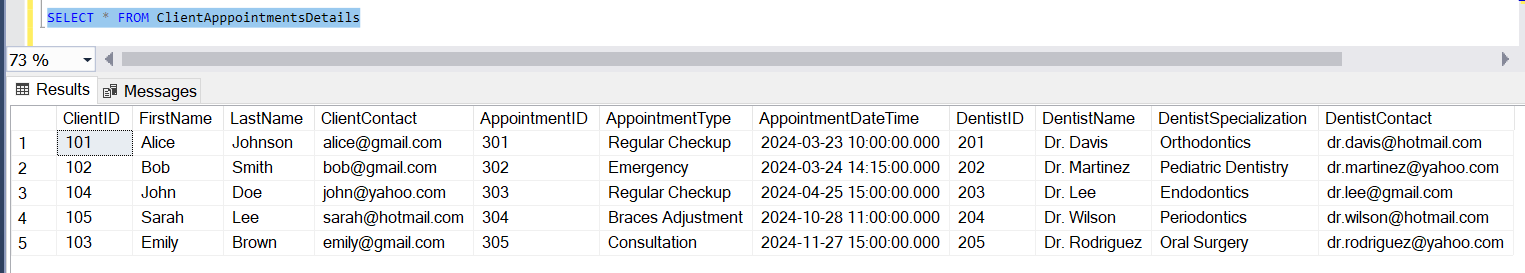 SELECT * FROM ClientApppointmentsDetails
73 %
Results Messages
ClientID FirstName LastName ClientContact AppointmentID AppointmentType AppointmentDateTime DentistID DentistName DentistSpecialization DentistContact
1 101 Alice Johnson alice@gmail.com 301 Regular Checkup 2024-03-23 10:00:00.000 201 Dr. Davis Orthodontics dr.davis@hotmail.com
2 102 Bob Smith bob@gmail.com 302 Emergency 2024-03-24 14:15:00.000 202 Dr. Martinez Pediatric Dentistry dr.martinez@yahoo.com
3 104 John Doe john@yahoo.com 303 Regular Checkup 2024-04-25 15:00:00.000 203 Dr. Lee Endodontics dr.lee@gmail.com
4 105 Sarah Lee sarah@hotmail.com 304 Braces Adjustment 2024-10-28 11:00:00.000 204 Dr. Wilson Periodontics dr.wilson@hotmail.com
5 103 Emily Brown emily@gmail.com 305 Consultation 2024-11-27 15:00:00.000 205 Dr. Rodriguez Oral Surgery dr.rodriguez@yahoo.com